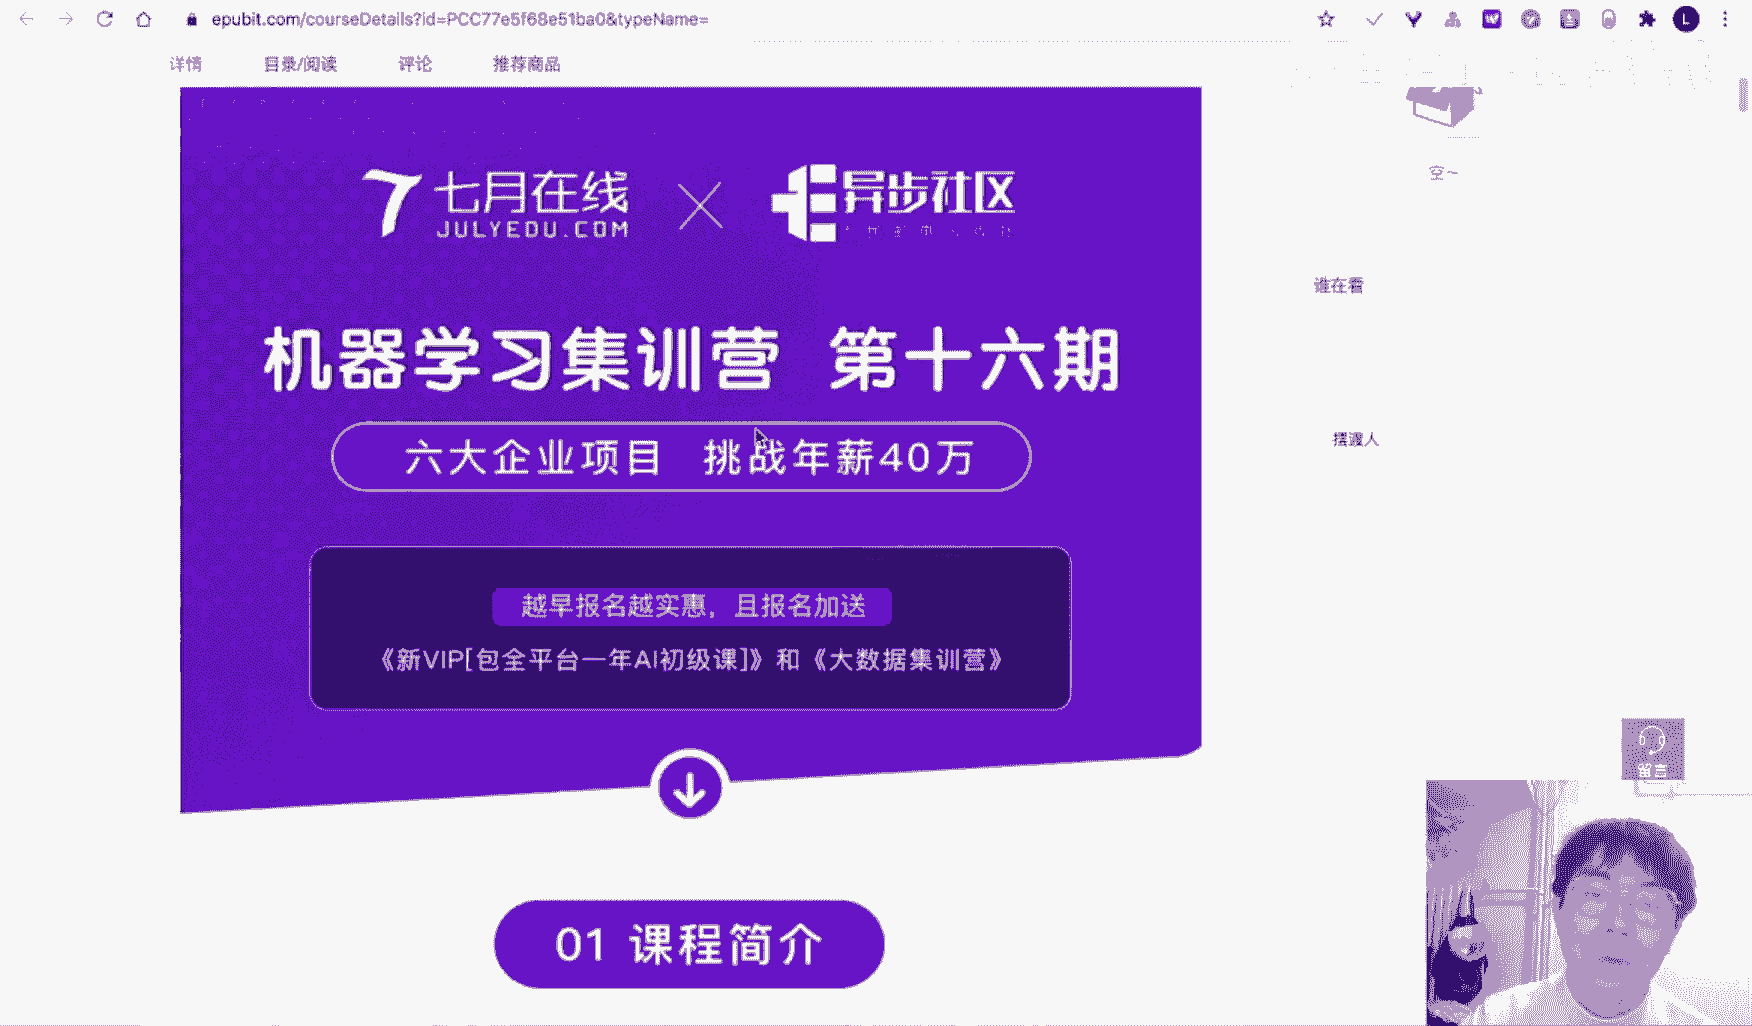 epubit.com/courseDetails?id=PCC77e5f68e51ba0&typeName=
L
详情 目录/阅读 评论 推荐商品
空~
七月在线
JULYEDU.COM
异步社区
谁在看
机器学习集训营 第十六期
摆渡人
六大企业项目 挑战年薪40万
越早报名越实惠，且报名加送
《新VIP[包全平台一年AI初级课]》和《大数据集训营》
留言
01 课程简介